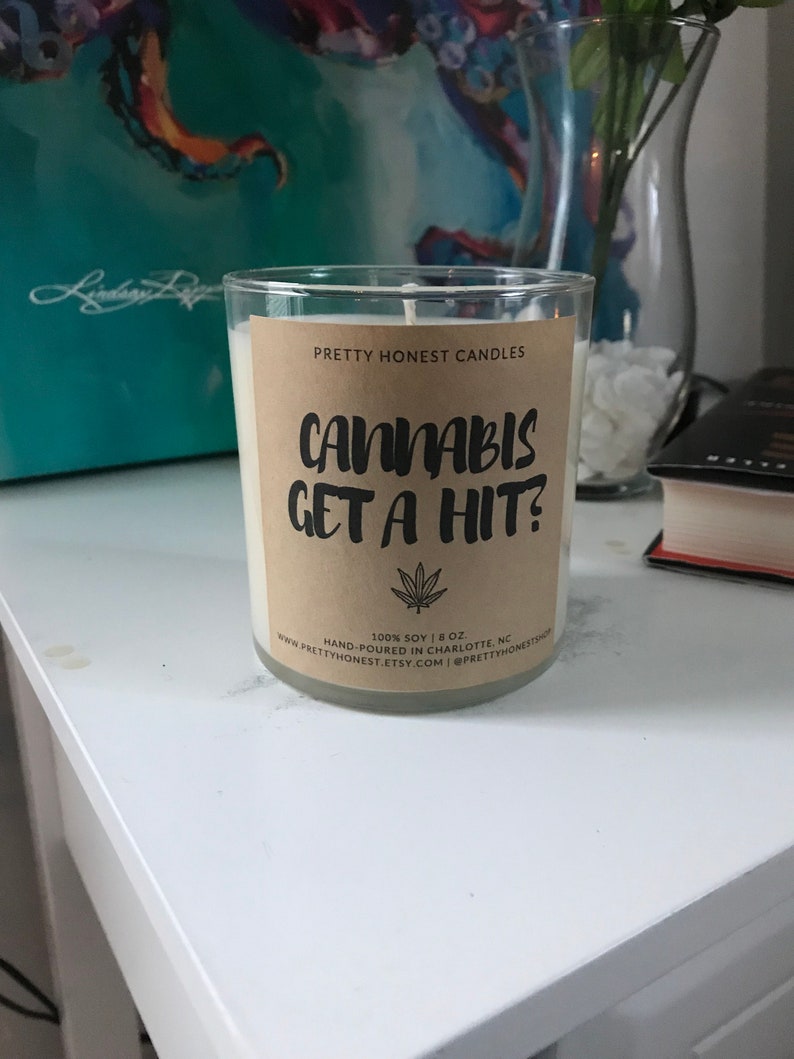 Lindsay
PRETTY HONEST CANDLES
CANNABIS
GET A HIT?
100% SOY | 8 OZ.
HAND-POURED IN CHARLOTTE, NC
WWW.PRETTYHONEST.ETSY.COM | @PRETTYHONESTSHOP